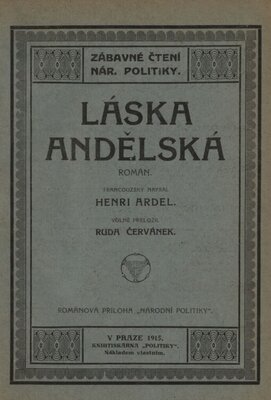 ZÁBAVNÉ ČTENÍ
NÁR. POLITIKY.
LÁSKA
ANDĚLSKÁ
ROMÁN.
FRANCOUZSKY NAPSAL
HENRI ARDEL.
VOLNĚ PŘELOŽIL
RUDA ČERVÁNEK.
ROMÁNOVÁ PŘÍLOHA „NÁRODNÍ POLITIKY".
V PRAZE 1915.
KNIHTISKÁRNA „POLITIKY".
Nákladem vlastním.